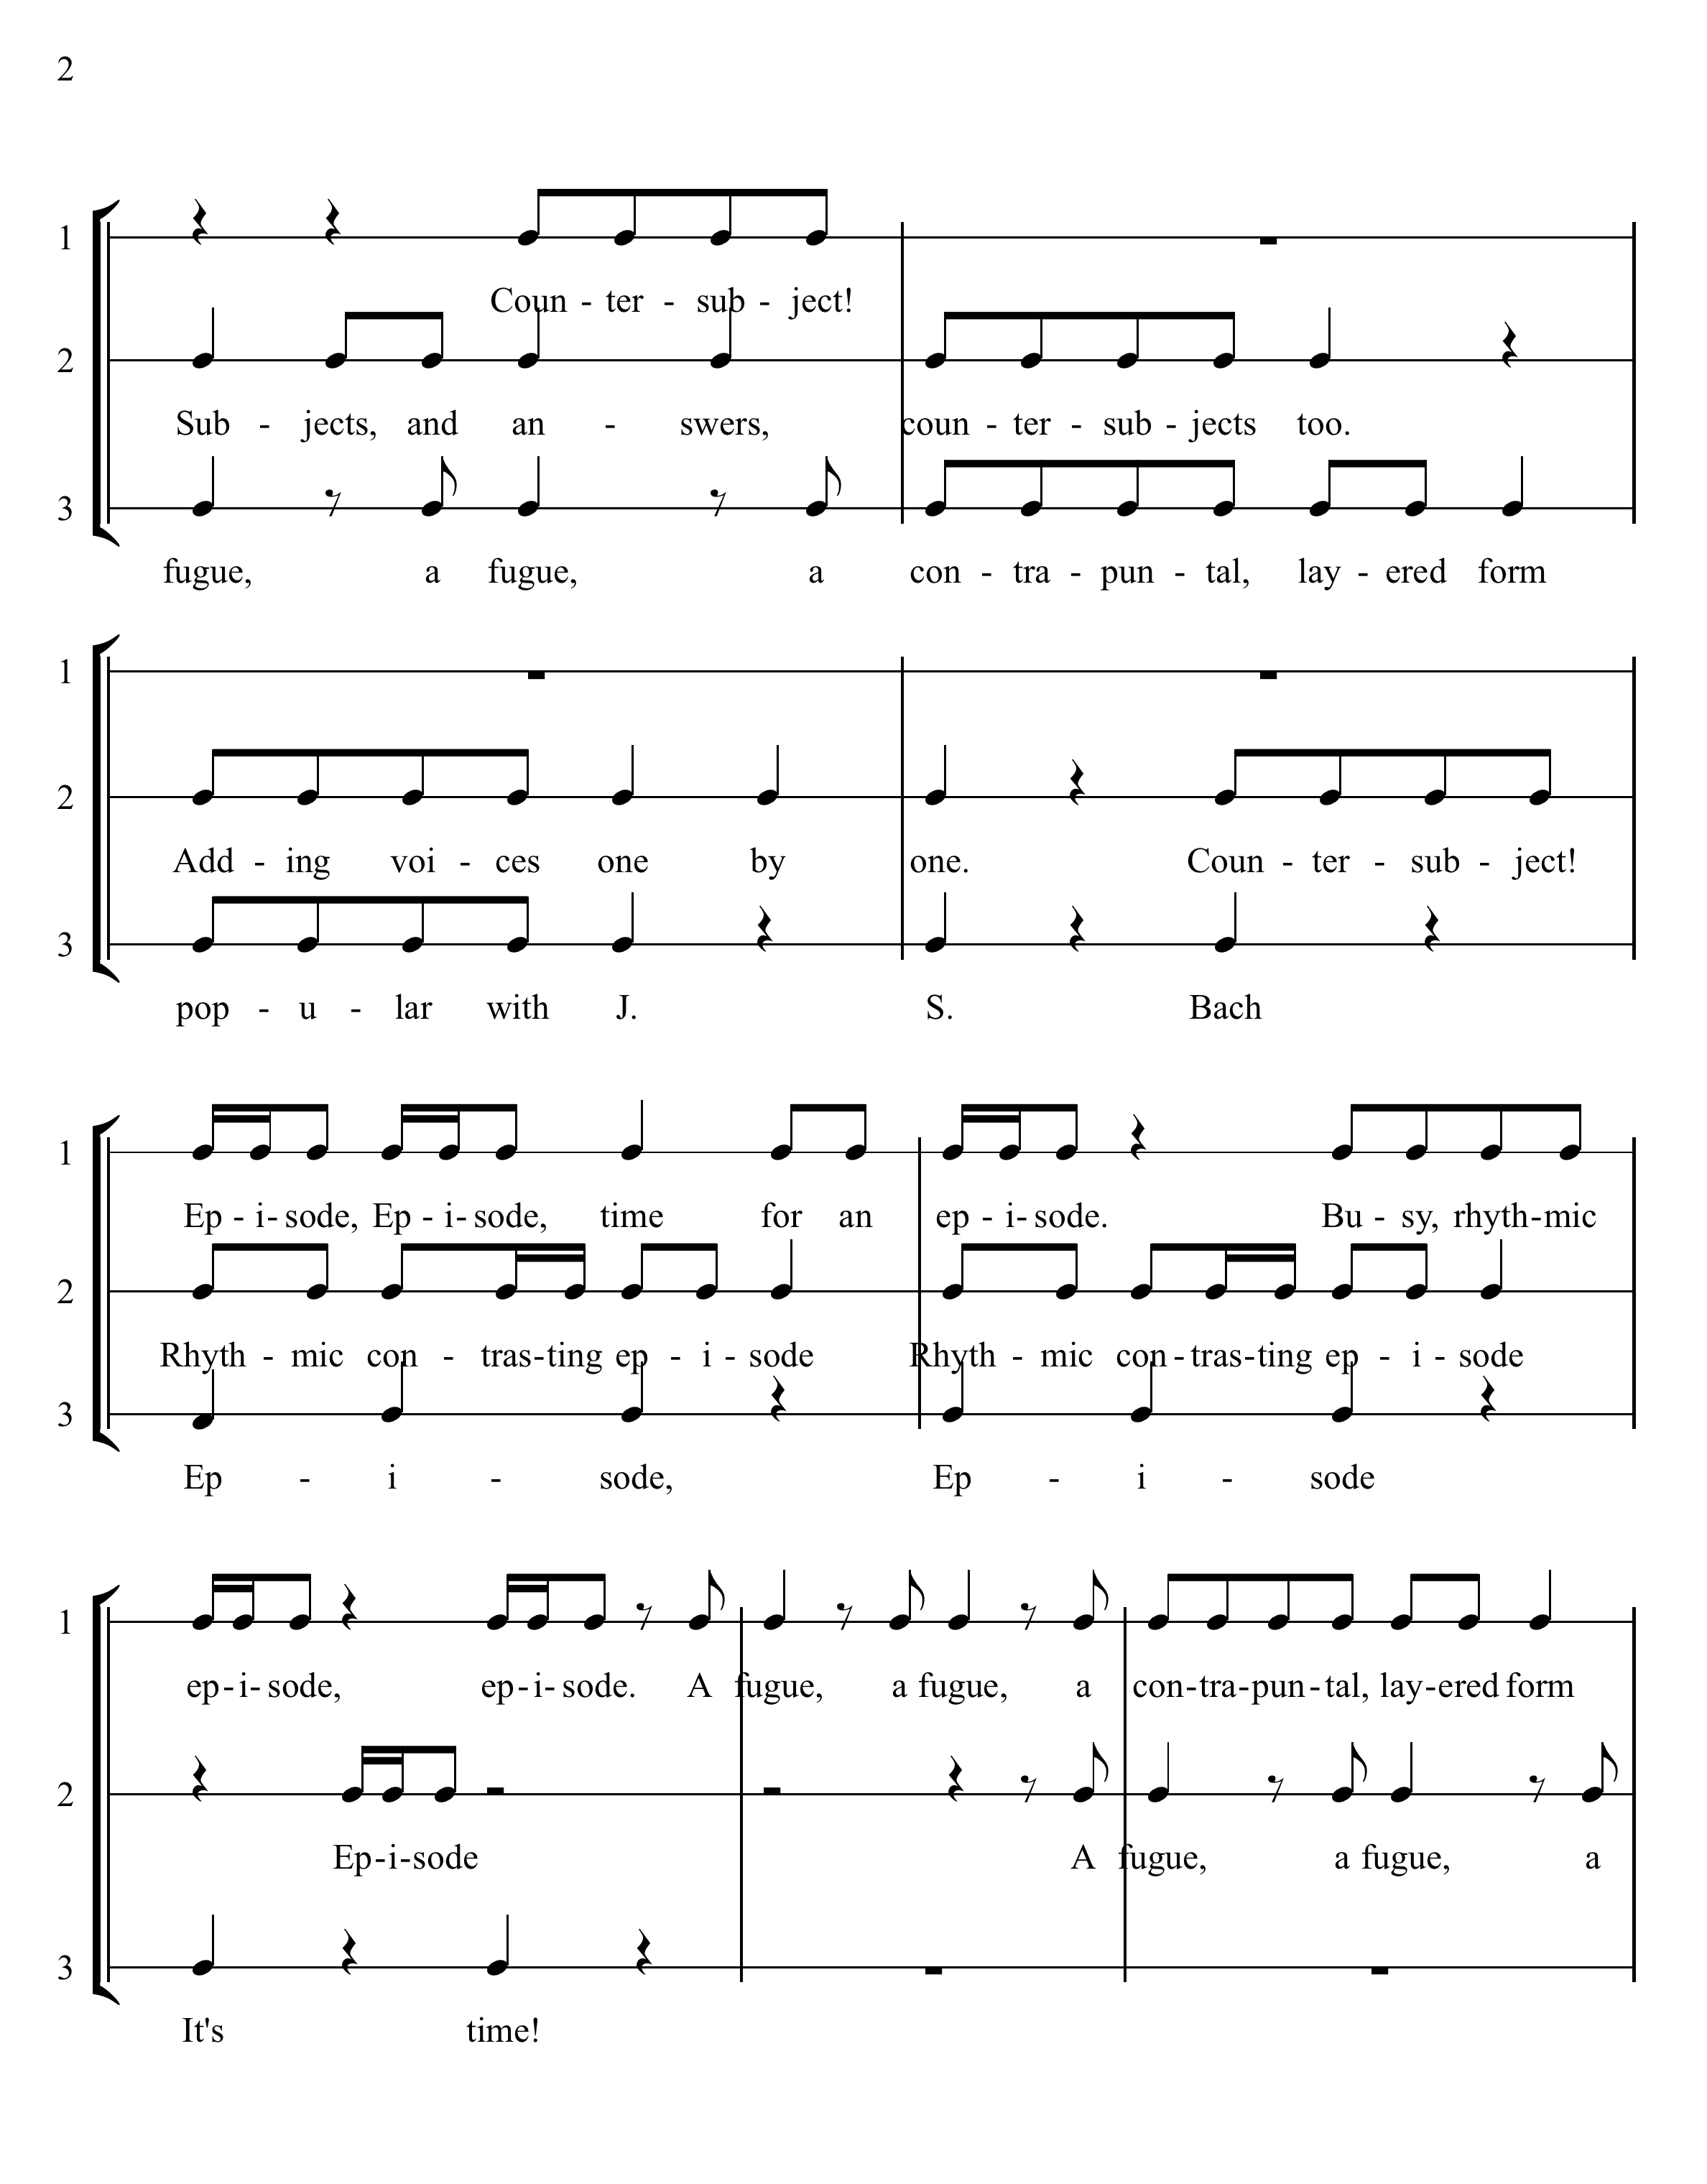 2
1
Coun - ter - sub - ject!
2
Sub - jects, and an - swers, coun - ter - sub - jects too.
3
fugue, a fugue, a con - tra - pun - tal, lay - ered form
1
2
Add - ing voi - ces one by one. Coun - ter - sub - ject!
3
pop - u - lar with J. S. Bach
1
Ep - i- sode, Ep - i- sode, time for an ep - i- sode. Bu - sy, rhyth-mic
2
Rhyth - mic con - tras-ting ep - i - sode Rhyth - mic con-tras-ting ep - i - sode
3
Ep - i - sode, Ep - i - sode
1
ep-i- sode, ep-i- sode. A fugue, a fugue, a con-tra-pun-tal, lay-ered form
2
Ep-i-sode A fugue, a fugue, a
3
It's time!